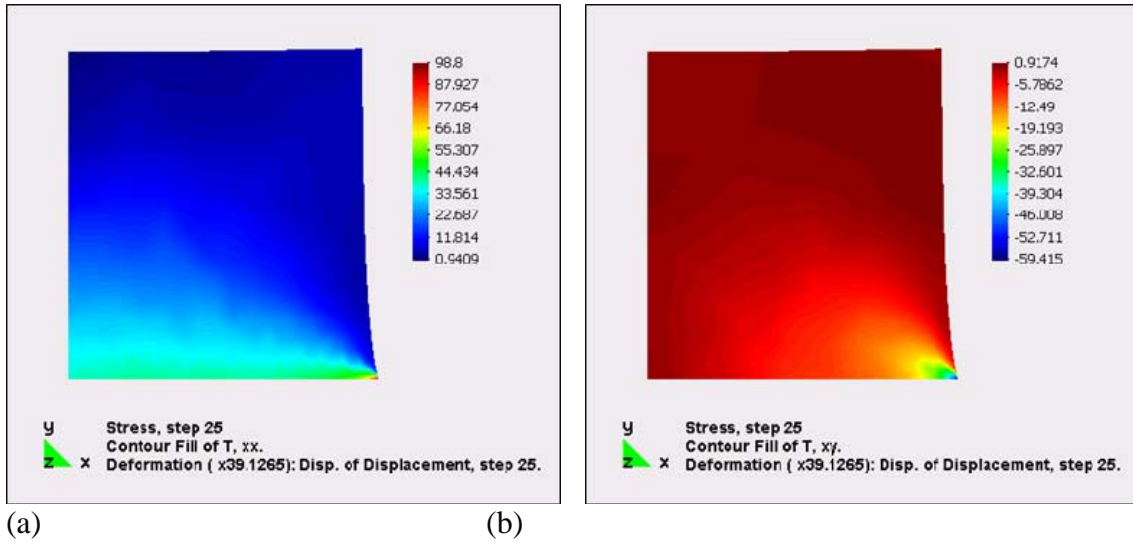 98.8
87.927
77.054
66.18
55.307
44.434
33.561
22.687
11.814
0.9409
y
z x
Stress, step 25
Contour Fill of T, xx.
Deformation ( x39.1265): Disp. of Displacement, step 25.
0.9174
-5.7862
-12.49
-19.193
-25.897
-32.601
-39.304
-46.008
-52.711
-59.415
y
z x
Stress, step 25
Contour Fill of T, xy.
Deformation ( x39.1265): Disp. of Displacement, step 25.
(a) (b)